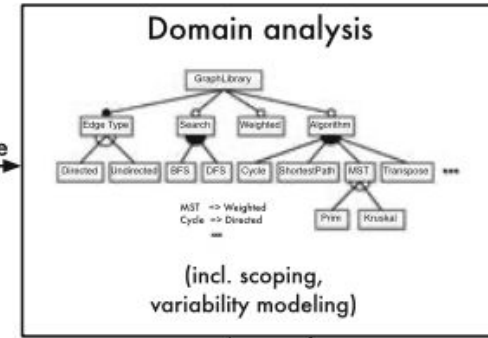 Domain analysis
GraphLibrary
Edge Type Search Weighted Algorithm
e
Directed Undirected BFS DFS Cycle ShortestPath MST Transpose
MST => Weighted
Cycle => Directed
Prim Kruskal
(incl. scoping,
variability modeling)